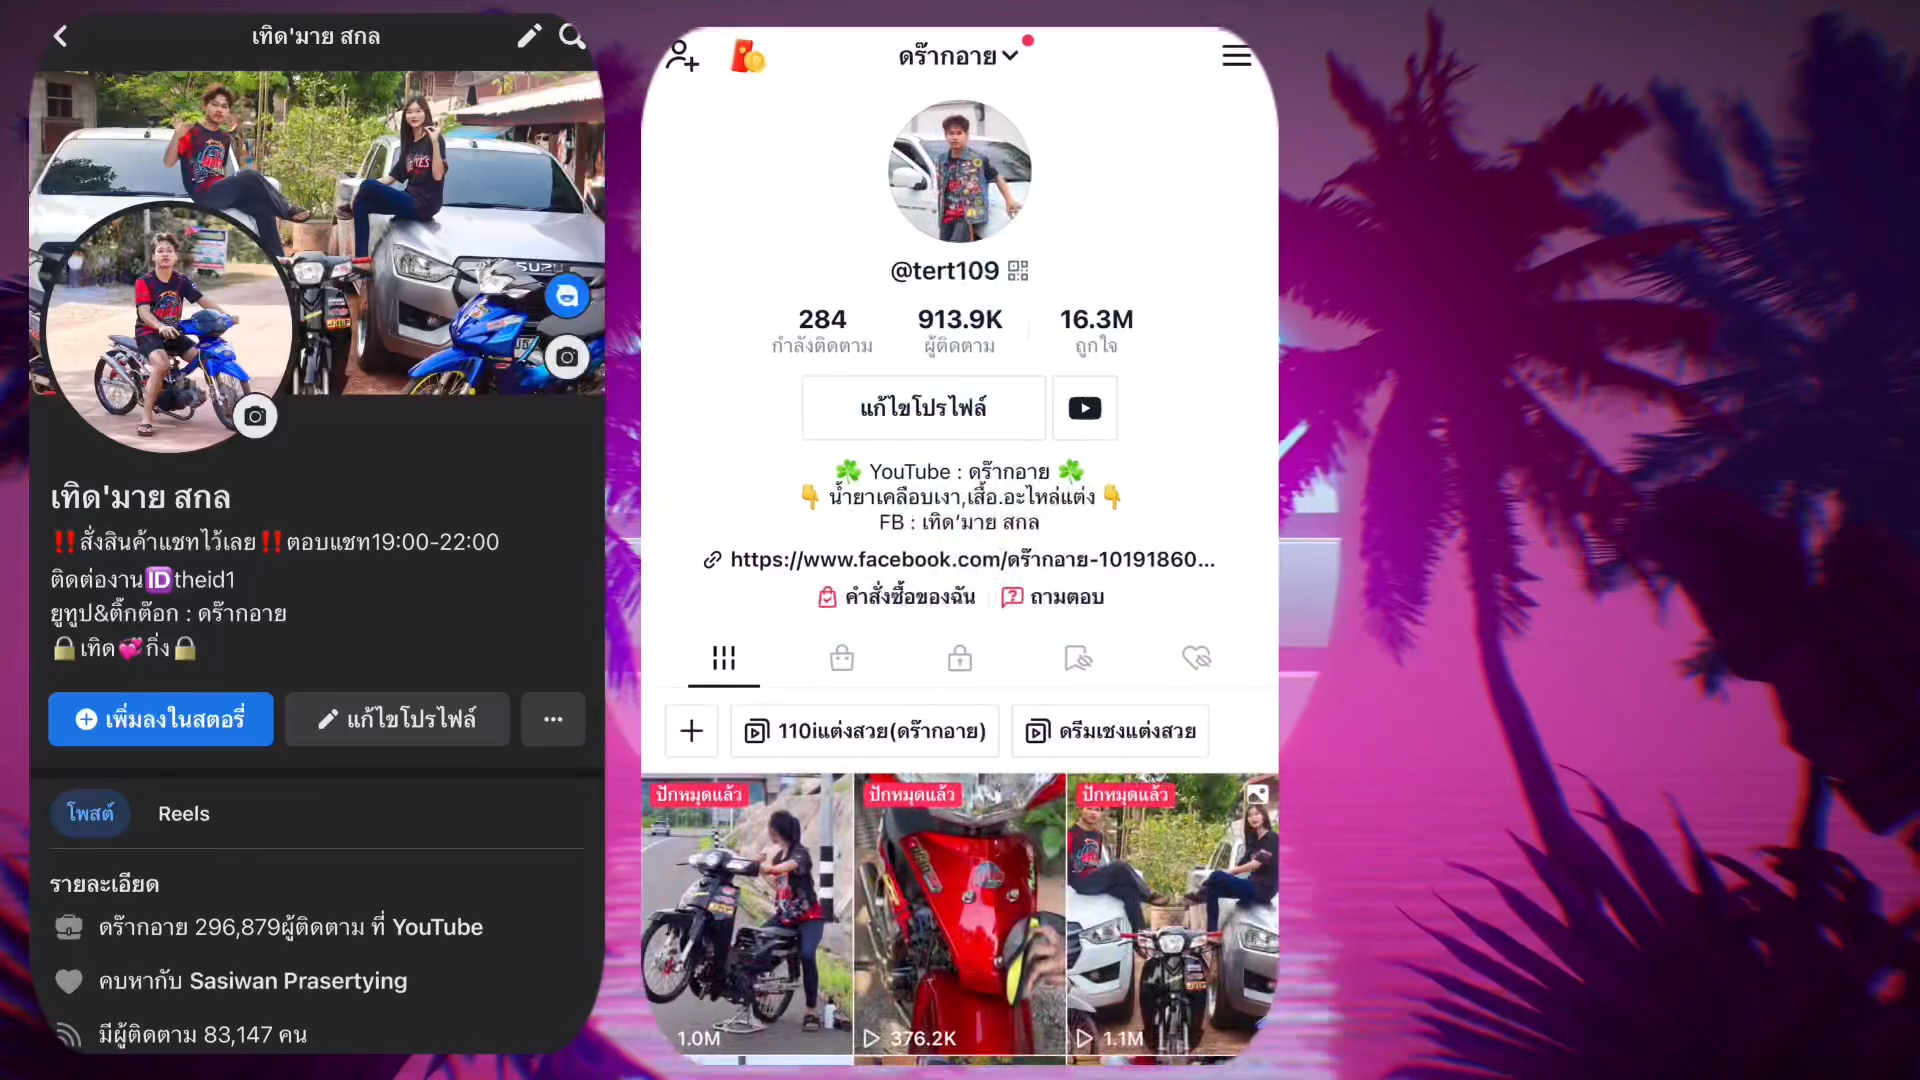 เทิด'มาย สกล
SUZU
เทิด'มาย สกล
‼️สั่งสินค้าแชทไว้เลย‼️ตอบแชท19:00-22:00
ติดต่องาน🆔theid1
ยูทูป&ติ๊กต๊อก : ดร๊ากอาย
🔒เทิด💞กิ่ง🔒
เพิ่มลงในสตอรี่
แก้ไขโปรไฟล์
โพสต์
Reels
รายละเอียด
ดร๊ากอาย 296,879ผู้ติดตาม ที่ YouTube
คบหากับ Sasiwan Prasertying
มีผู้ติดตาม 83,147 คน
ดร๊ากอาย
@tert109
284 913.9K 16.3M
กำลังติดตาม ผู้ติดตาม ถูกใจ
แก้ไขโปรไฟล์
☘️ YouTube : ดร๊ากอาย ☘️
👇 น้ำยาเคลือบเงา,เสื้อ.อะไหล่แต่ง 👇
FB : เทิด'มาย สกล
https://www.facebook.com/ดร๊ากอาย-10191860...
คำสั่งซื้อของฉัน
ถามตอบ
110iแต่งสวย(ดร๊ากอาย)
ดรีมเชงแต่งสวย
ปักหมุดแล้ว ปักหมุดแล้ว ปักหมุดแล้ว
1.0M 376.2K 1.1M